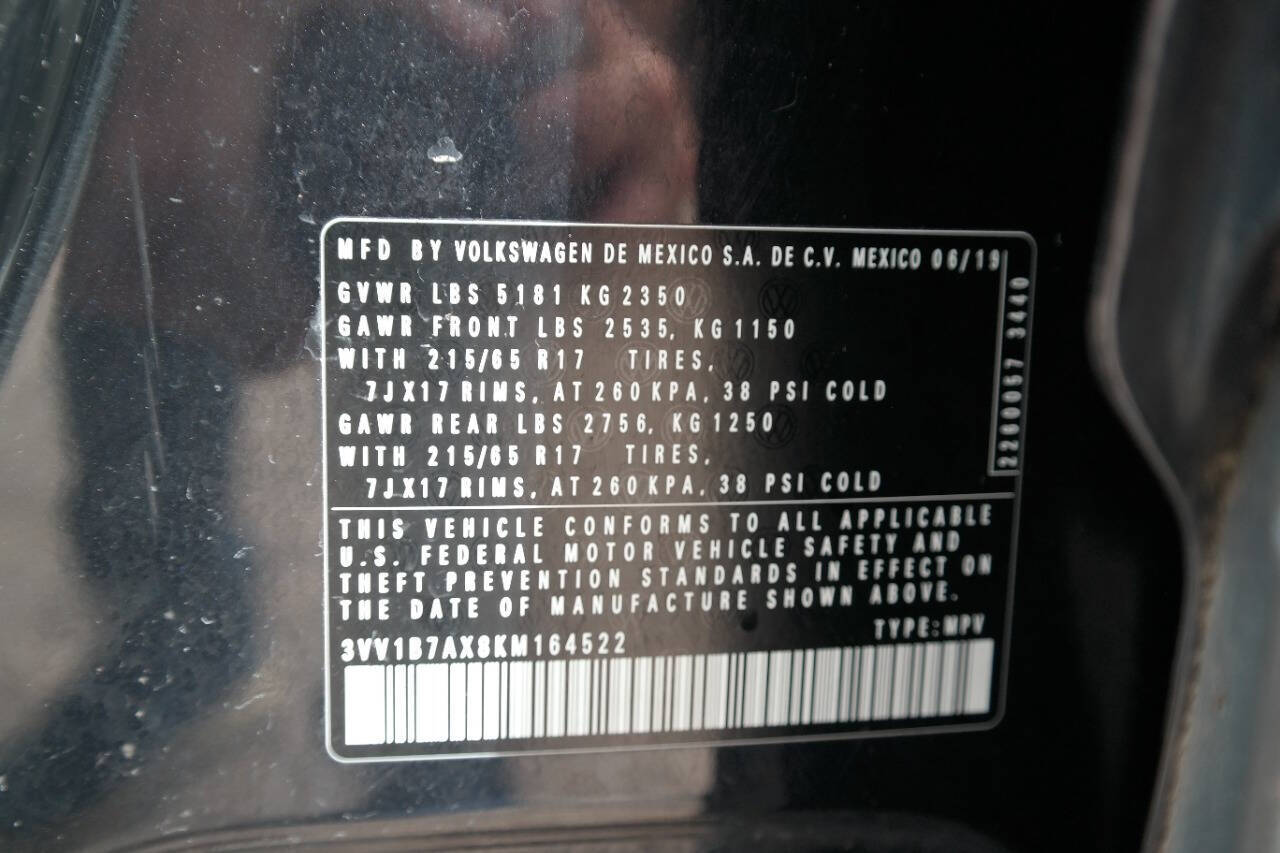 MFD BY VOLKSWAGEN DE MEXICO S.A. DE C.V. MEXICO 06/19
GVWR LBS 5181 KG 2350
GAWR FRONT LBS 2535, KG 1150
WITH 215/65 R17 TIRES,
7JX17 RIMS, AT 260 KPA, 38 PSI COLD
GAWR REAR LBS 2756, KG 1250
WITH 215/65 R17 TIRES,
7JX17 RIMS, AT 260 KPA, 38 PSI COLD
2260057 3440
THIS VEHICLE CONFORMS TO ALL APPLICABLE
U.S. FEDERAL MOTOR VEHICLE SAFETY AND
THEFT PREVENTION STANDARDS IN EFFECT ON
THE DATE OF MANUFACTURE SHOWN ABOVE.
3VV1B7AX8KM164522 TYPE:MPV